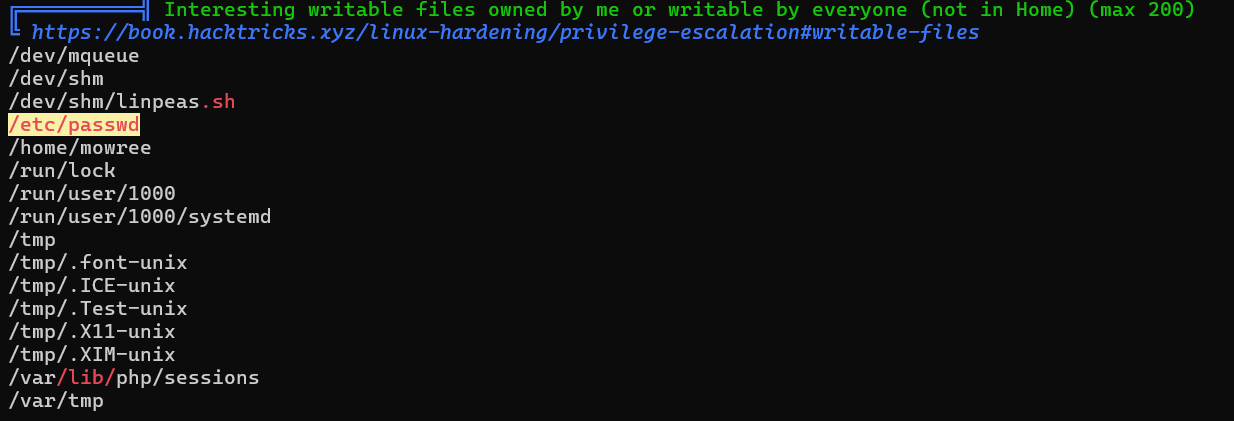 ╔══════════╣ Interesting writable files owned by me or writable by everyone (not in Home) (max 200)
╚ https://book.hacktricks.xyz/linux-hardening/privilege-escalation#writable-files
/dev/mqueue
/dev/shm
/dev/shm/linpeas.sh
/etc/passwd
/home/mowree
/run/lock
/run/user/1000
/run/user/1000/systemd
/tmp
/tmp/.font-unix
/tmp/.ICE-unix
/tmp/.Test-unix
/tmp/.X11-unix
/tmp/.XIM-unix
/var/lib/php/sessions
/var/tmp